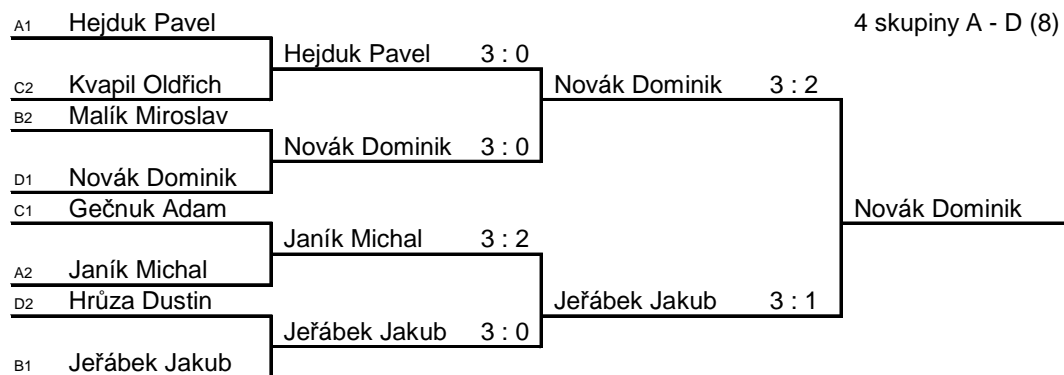 A1 Hejduk Pavel 4 skupiny A - D (8)
Hejduk Pavel 3 : 0
C2 Kvapil Oldřich Novák Dominik 3 : 2
B2 Malík Miroslav
Novák Dominik 3 : 0
D1 Novák Dominik
C1 Gečnuk Adam Novák Dominik
Janík Michal 3 : 2
A2 Janík Michal
D2 Hrůza Dustin Jeřábek Jakub 3 : 1
Jeřábek Jakub 3 : 0
B1 Jeřábek Jakub